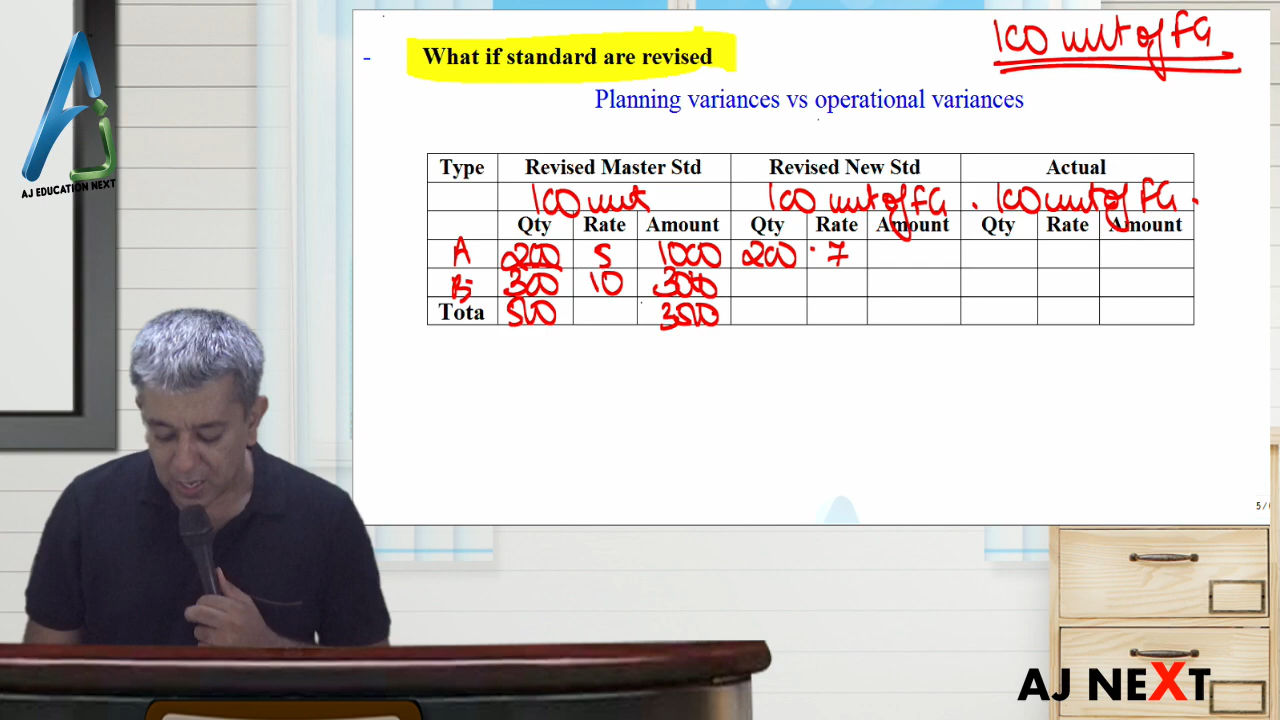 100 unit of FG
What if standard are revised
Planning variances vs operational variances
Type Revised Master Std Revised New Std Actual
100 unit 100 unit of FG 100 unit of FG
Qty Rate Amount Qty Rate Amount Qty Rate Amount
A 200 5 1000 200 7
B 300 10 3000
Tota 500 3500
5/
AJ EDUCATION NEXT
AJ NEXT